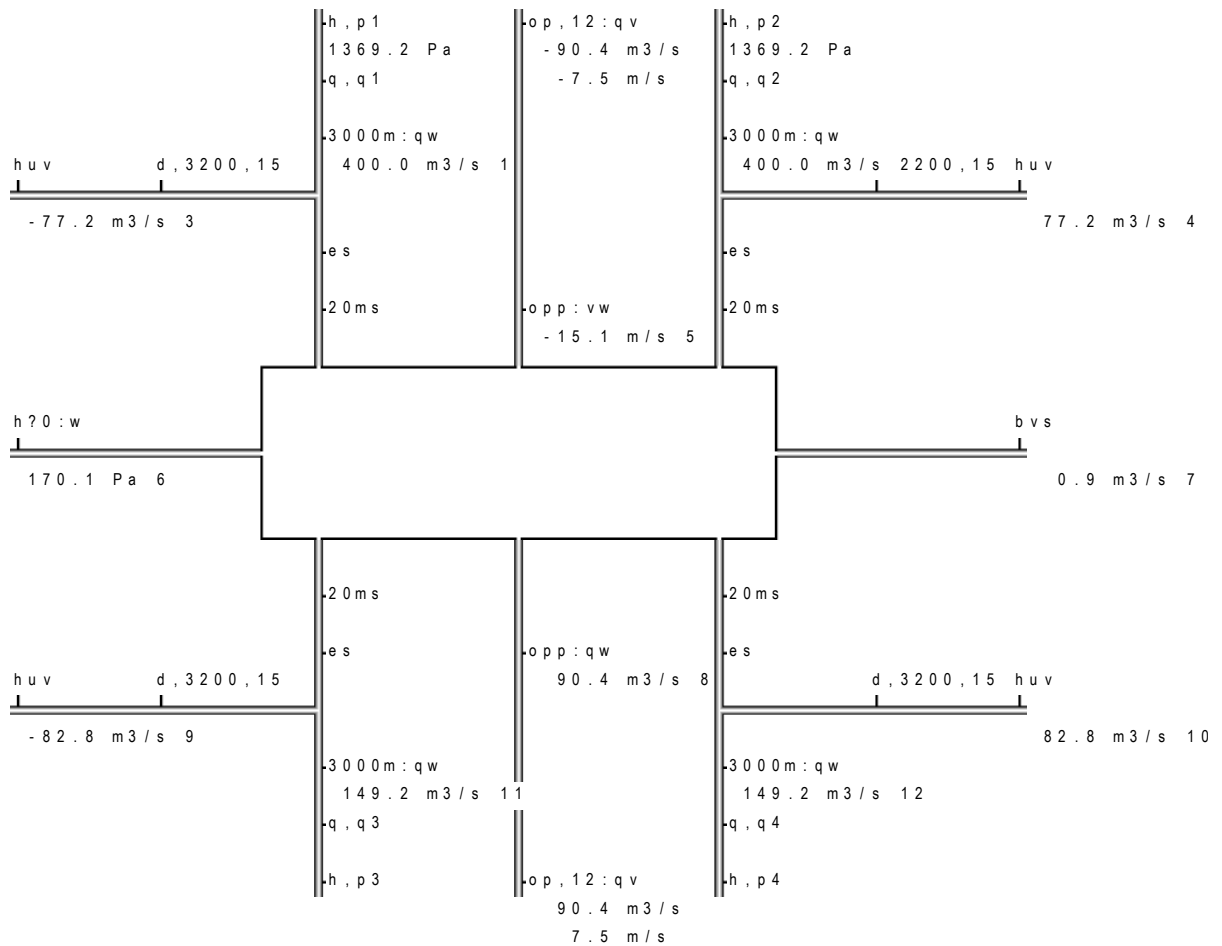 h,p1
op,12:qv
h,p2
1369.2 Pa
-90.4 m3/s
1369.2 Pa
q,q1
-7.5 m/s
q,q2
3000m:qw
3000m:qw
huv
d,3200,15
400.0 m3/s 1
400.0 m3/s 2200,15 huv
-77.2 m3/s 3
77.2 m3/s 4
es
es
20ms
opp:vw
20ms
-15.1 m/s 5
h?0:w
bvs
170.1 Pa 6
0.9 m3/s 7
20ms
20ms
es
opp:qw
es
huv
d,3200,15
90.4 m3/s 8
d,3200,15 huv
-82.8 m3/s 9
82.8 m3/s 10
3000m:qw
3000m:qw
149.2 m3/s 11
149.2 m3/s 12
q,q3
q,q4
h,p3
op,12:qv
h,p4
90.4 m3/s
7.5 m/s